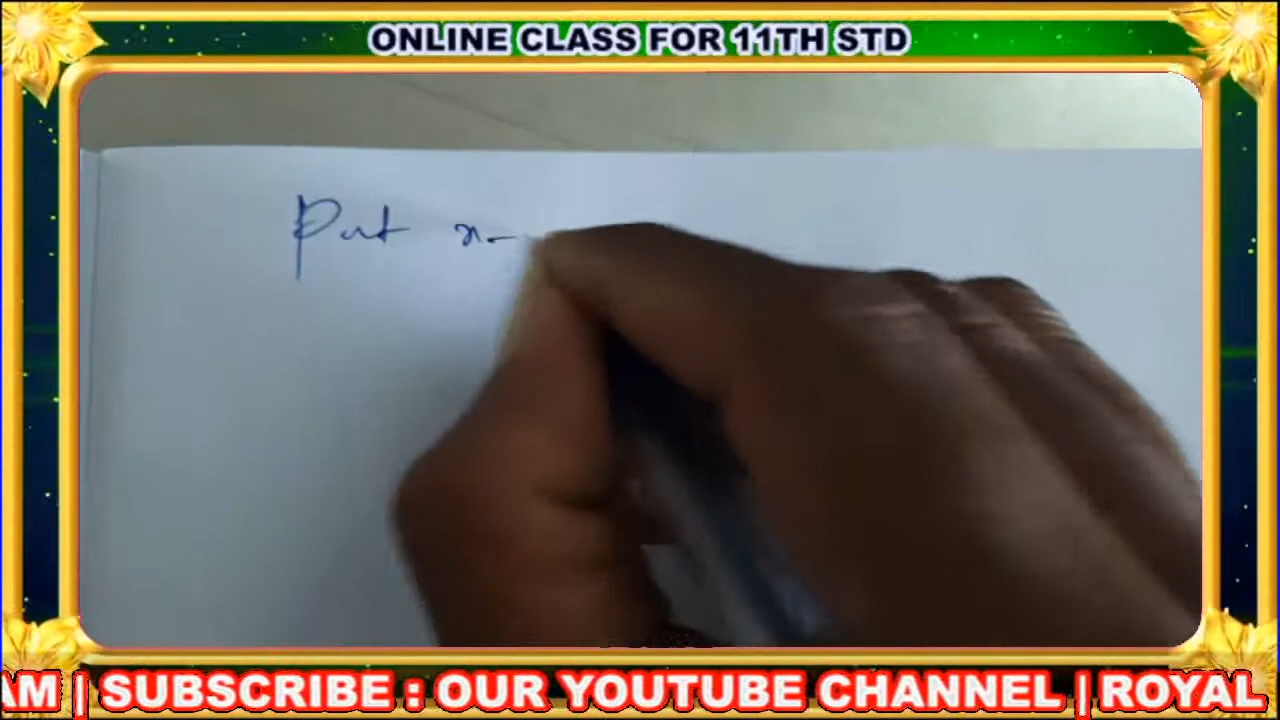 ONLINE CLASS FOR 11TH STD
Put x-
AM | SUBSCRIBE : OUR YOUTUBE CHANNEL | ROYAL